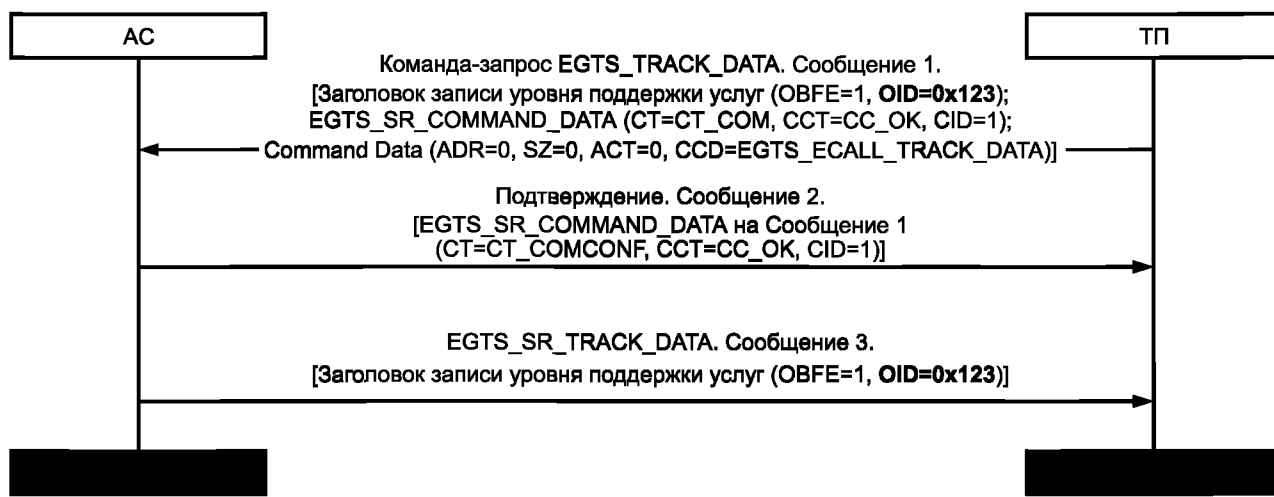 АС
ТП
Команда-запрос EGTS_TRACK_DATA. Сообщение 1.
[Заголовок записи уровня поддержки услуг (OBFE=1, OID=0x123);
EGTS_SR_COMMAND_DATA (CT=CT_COM, CCT=CC_OK, CID=1);
Command Data (ADR=0, SZ=0, ACT=0, CCD=EGTS_ECALL_TRACK_DATA)]
Подтверждение. Сообщение 2.
[EGTS_SR_COMMAND_DATA на Сообщение 1
(CT=CT_COMCONF, CCT=CC_OK, CID=1)]
EGTS_SR_TRACK_DATA. Сообщение 3.
[Заголовок записи уровня поддержки услуг (OBFE=1, OID=0x123)]